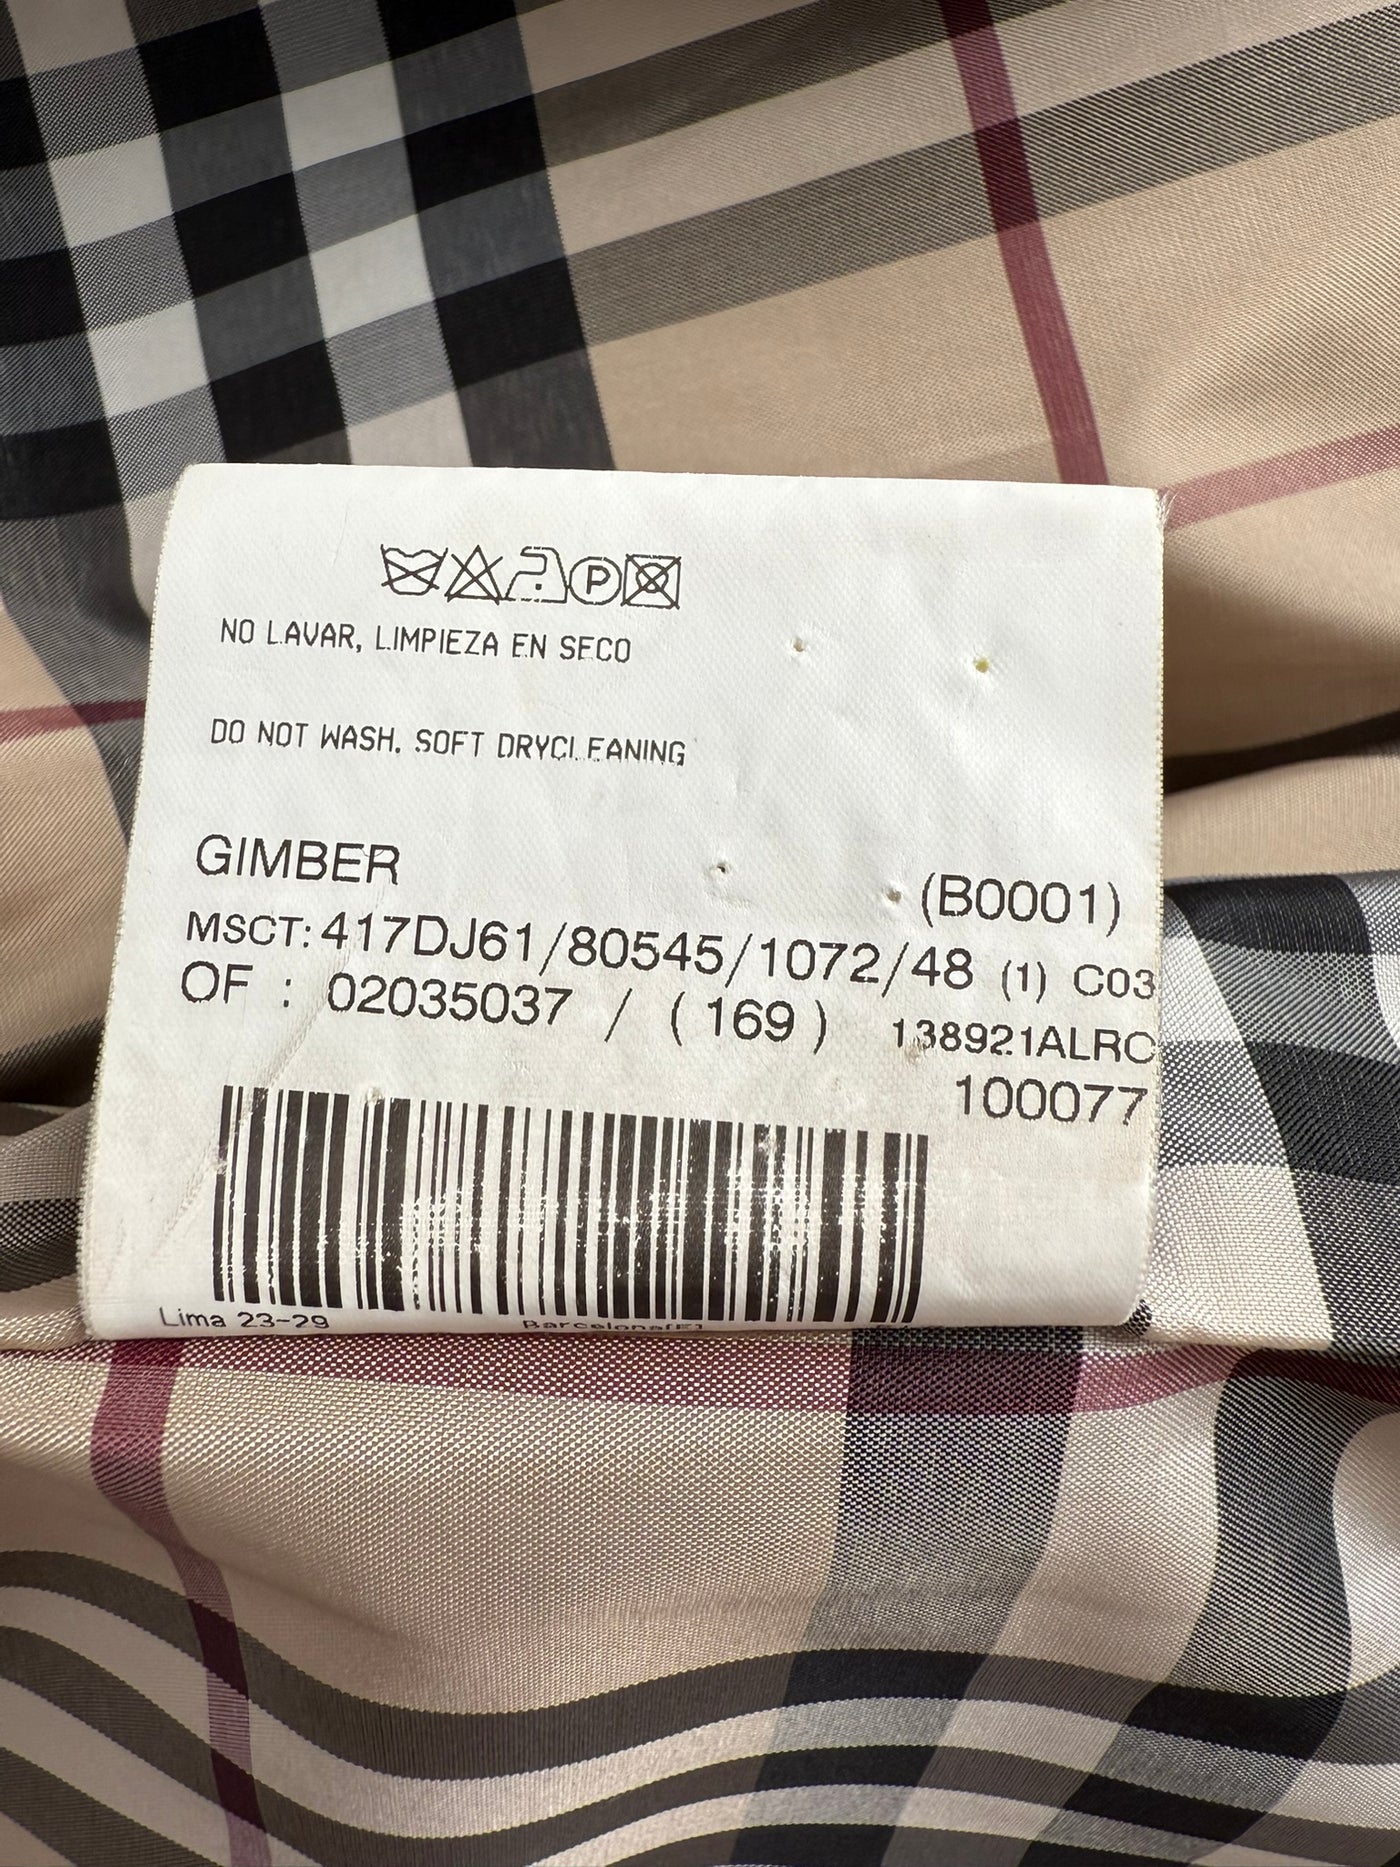 NO LAVAR, LIMPIEZA EN SECO
DO NOT WASH. SOFT DRYCLEANING
GIMBER
(B0001)
MSCT: 417DJ61/80545/1072/48 (1) C03
OF : 02035037 / ( 169 ) 138921ALRC
100077
Lima 23-29 Barcelona(E)